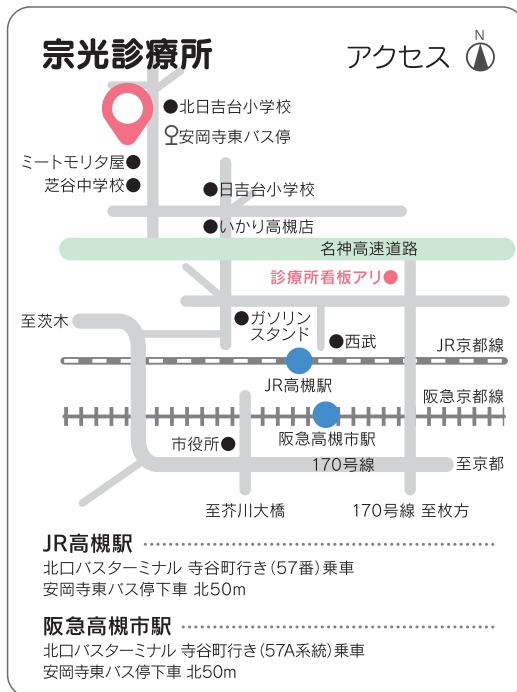 宗光診療所
アクセス
N
北日吉台小学校
安岡寺東バス停
ミートモリタ屋
芝谷中学校
日吉台小学校
いかり高槻店
名神高速道路
診療所看板アリ
至茨木
ガソリン
スタンド
西武
JR京都線
JR高槻駅
阪急京都線
阪急高槻市駅
市役所
170号線
至京都
至芥川大橋
170号線 至枚方
JR高槻駅
北口バスターミナル 寺谷町行き(57番)乗車
安岡寺東バス停下車 北50m
阪急高槻市駅
北口バスターミナル 寺谷町行き(57A系統)乗車
安岡寺東バス停下車 北50m